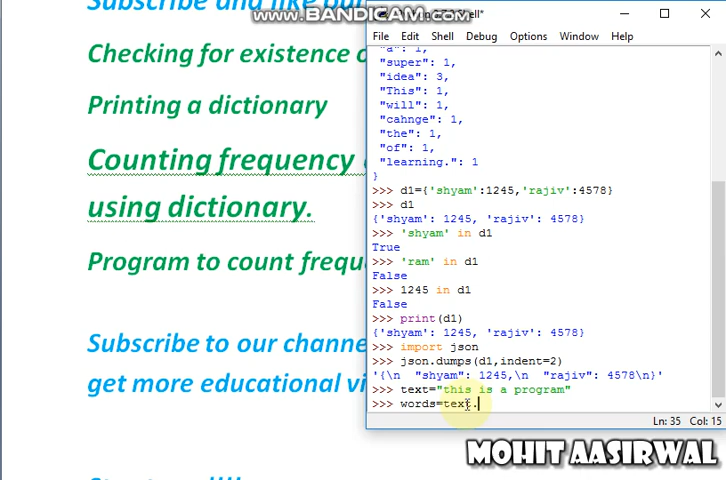 Subscribe and like our
Checking for existence o
Printing a dictionary
Counting frequency
using dictionary.
Program to count frequ
Subscribe to our channe
get more educational vi
www.BANDICAM.com
Shell*
File Edit Shell Debug Options Window Help
"a": 1,
"super": 1,
"idea": 3,
"This": 1,
"will": 1,
"cahnge": 1,
"the": 1,
"of": 1,
"learning.": 1
}
>>> d1={'shyam':1245,'rajiv':4578}
>>> d1
{'shyam': 1245, 'rajiv': 4578}
>>> 'shyam' in d1
True
>>> 'ram' in d1
False
>>> 1245 in d1
False
>>> print(d1)
{'shyam': 1245, 'rajiv': 4578}
>>> import json
>>> json.dumps(d1,indent=2)
'{\n  "shyam": 1245,\n  "rajiv": 4578\n}'
>>> text="this is a program"
>>> words=text.
Ln: 35 Col: 15
MOHIT AASIRWAL